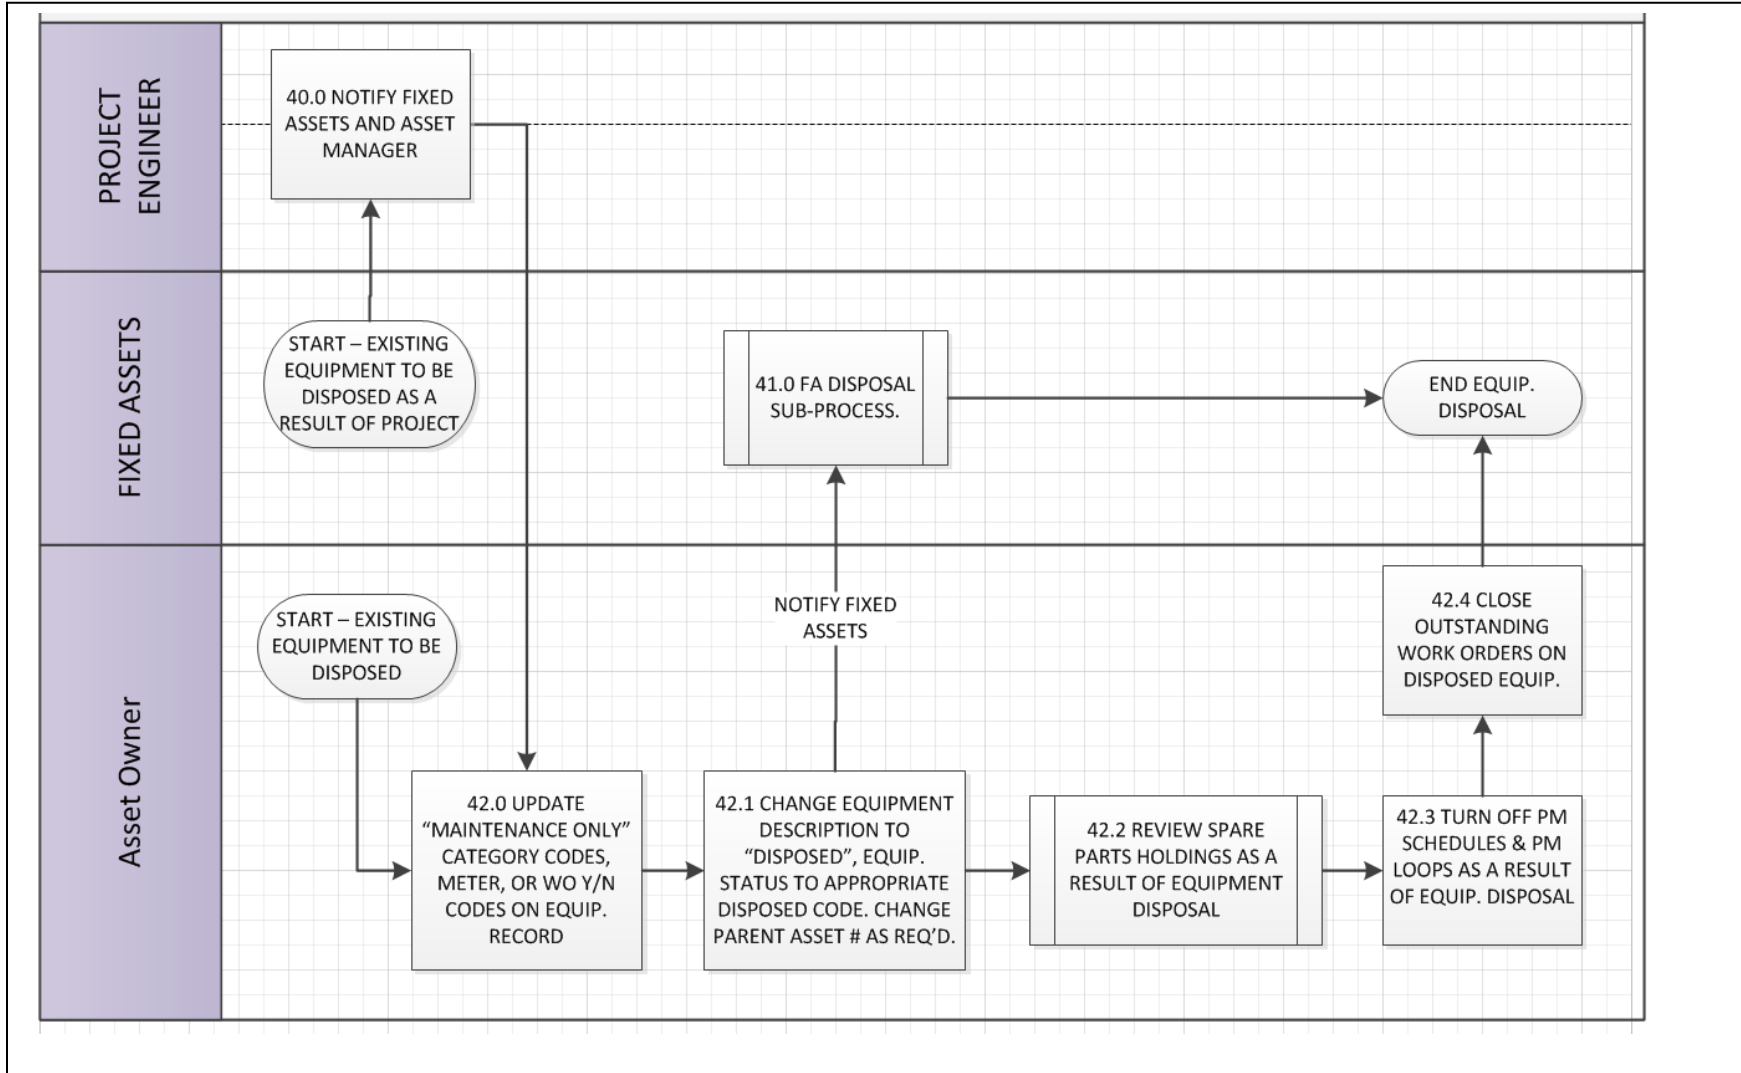 PROJECT
ENGINEER
40.0 NOTIFY FIXED
ASSETS AND ASSET
MANAGER
FIXED ASSETS
START – EXISTING
EQUIPMENT TO BE
DISPOSED AS A
RESULT OF PROJECT
41.0 FA DISPOSAL
SUB-PROCESS.
END EQUIP.
DISPOSAL
Asset Owner
START – EXISTING
EQUIPMENT TO BE
DISPOSED
NOTIFY FIXED
ASSETS
42.4 CLOSE
OUTSTANDING
WORK ORDERS ON
DISPOSED EQUIP.
42.0 UPDATE
“MAINTENANCE ONLY”
CATEGORY CODES,
METER, OR WO Y/N
CODES ON EQUIP.
RECORD
42.1 CHANGE EQUIPMENT
DESCRIPTION TO
“DISPOSED”, EQUIP.
STATUS TO APPROPRIATE
DISPOSED CODE. CHANGE
PARENT ASSET # AS REQ’D.
42.2 REVIEW SPARE
PARTS HOLDINGS AS A
RESULT OF EQUIPMENT
DISPOSAL
42.3 TURN OFF PM
SCHEDULES & PM
LOOPS AS A RESULT
OF EQUIP. DISPOSAL